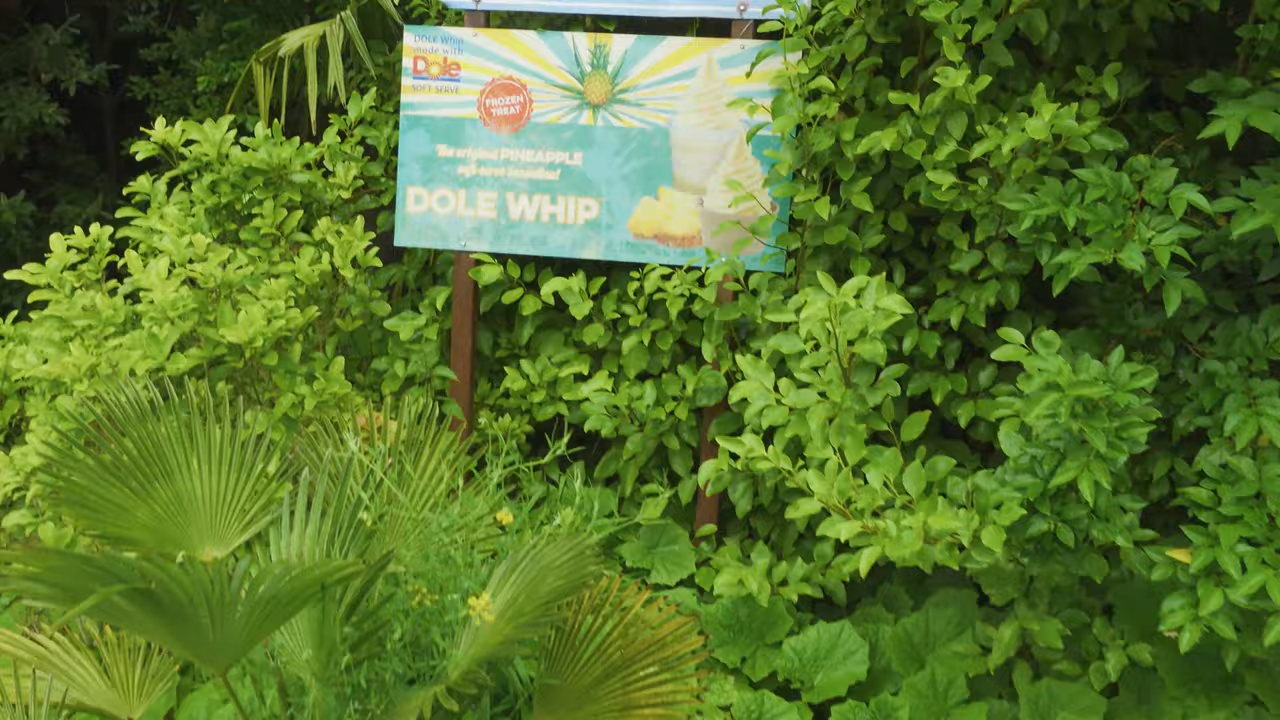 DOLE Whip
made with
Dole
SOFT SERVE
FROZEN
TREAT
The original PINEAPPLE
soft-serve sensation!
DOLE WHIP